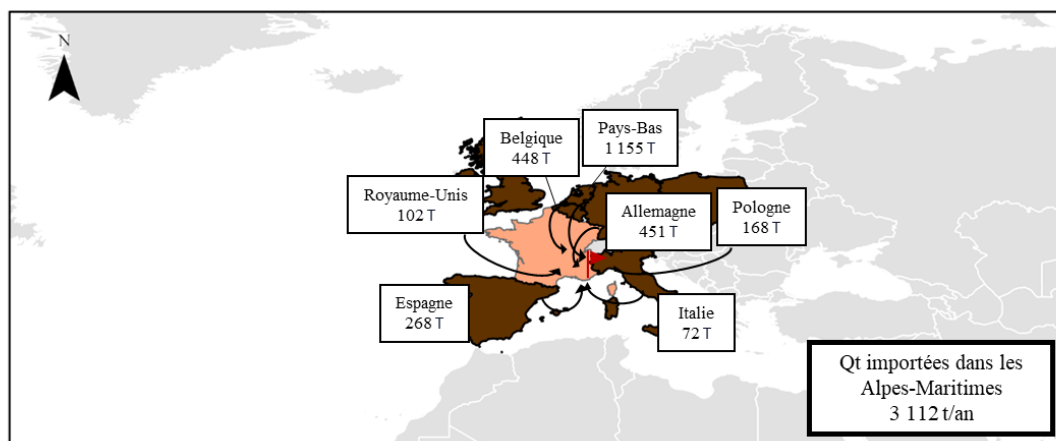 N
Belgique
448 T
Pays-Bas
1 155 T
Royaume-Unis
102 T
Allemagne
451 T
Pologne
168 T
Espagne
268 T
Italie
72 T
Qt importées dans les
Alpes-Maritimes
3 112 t/an